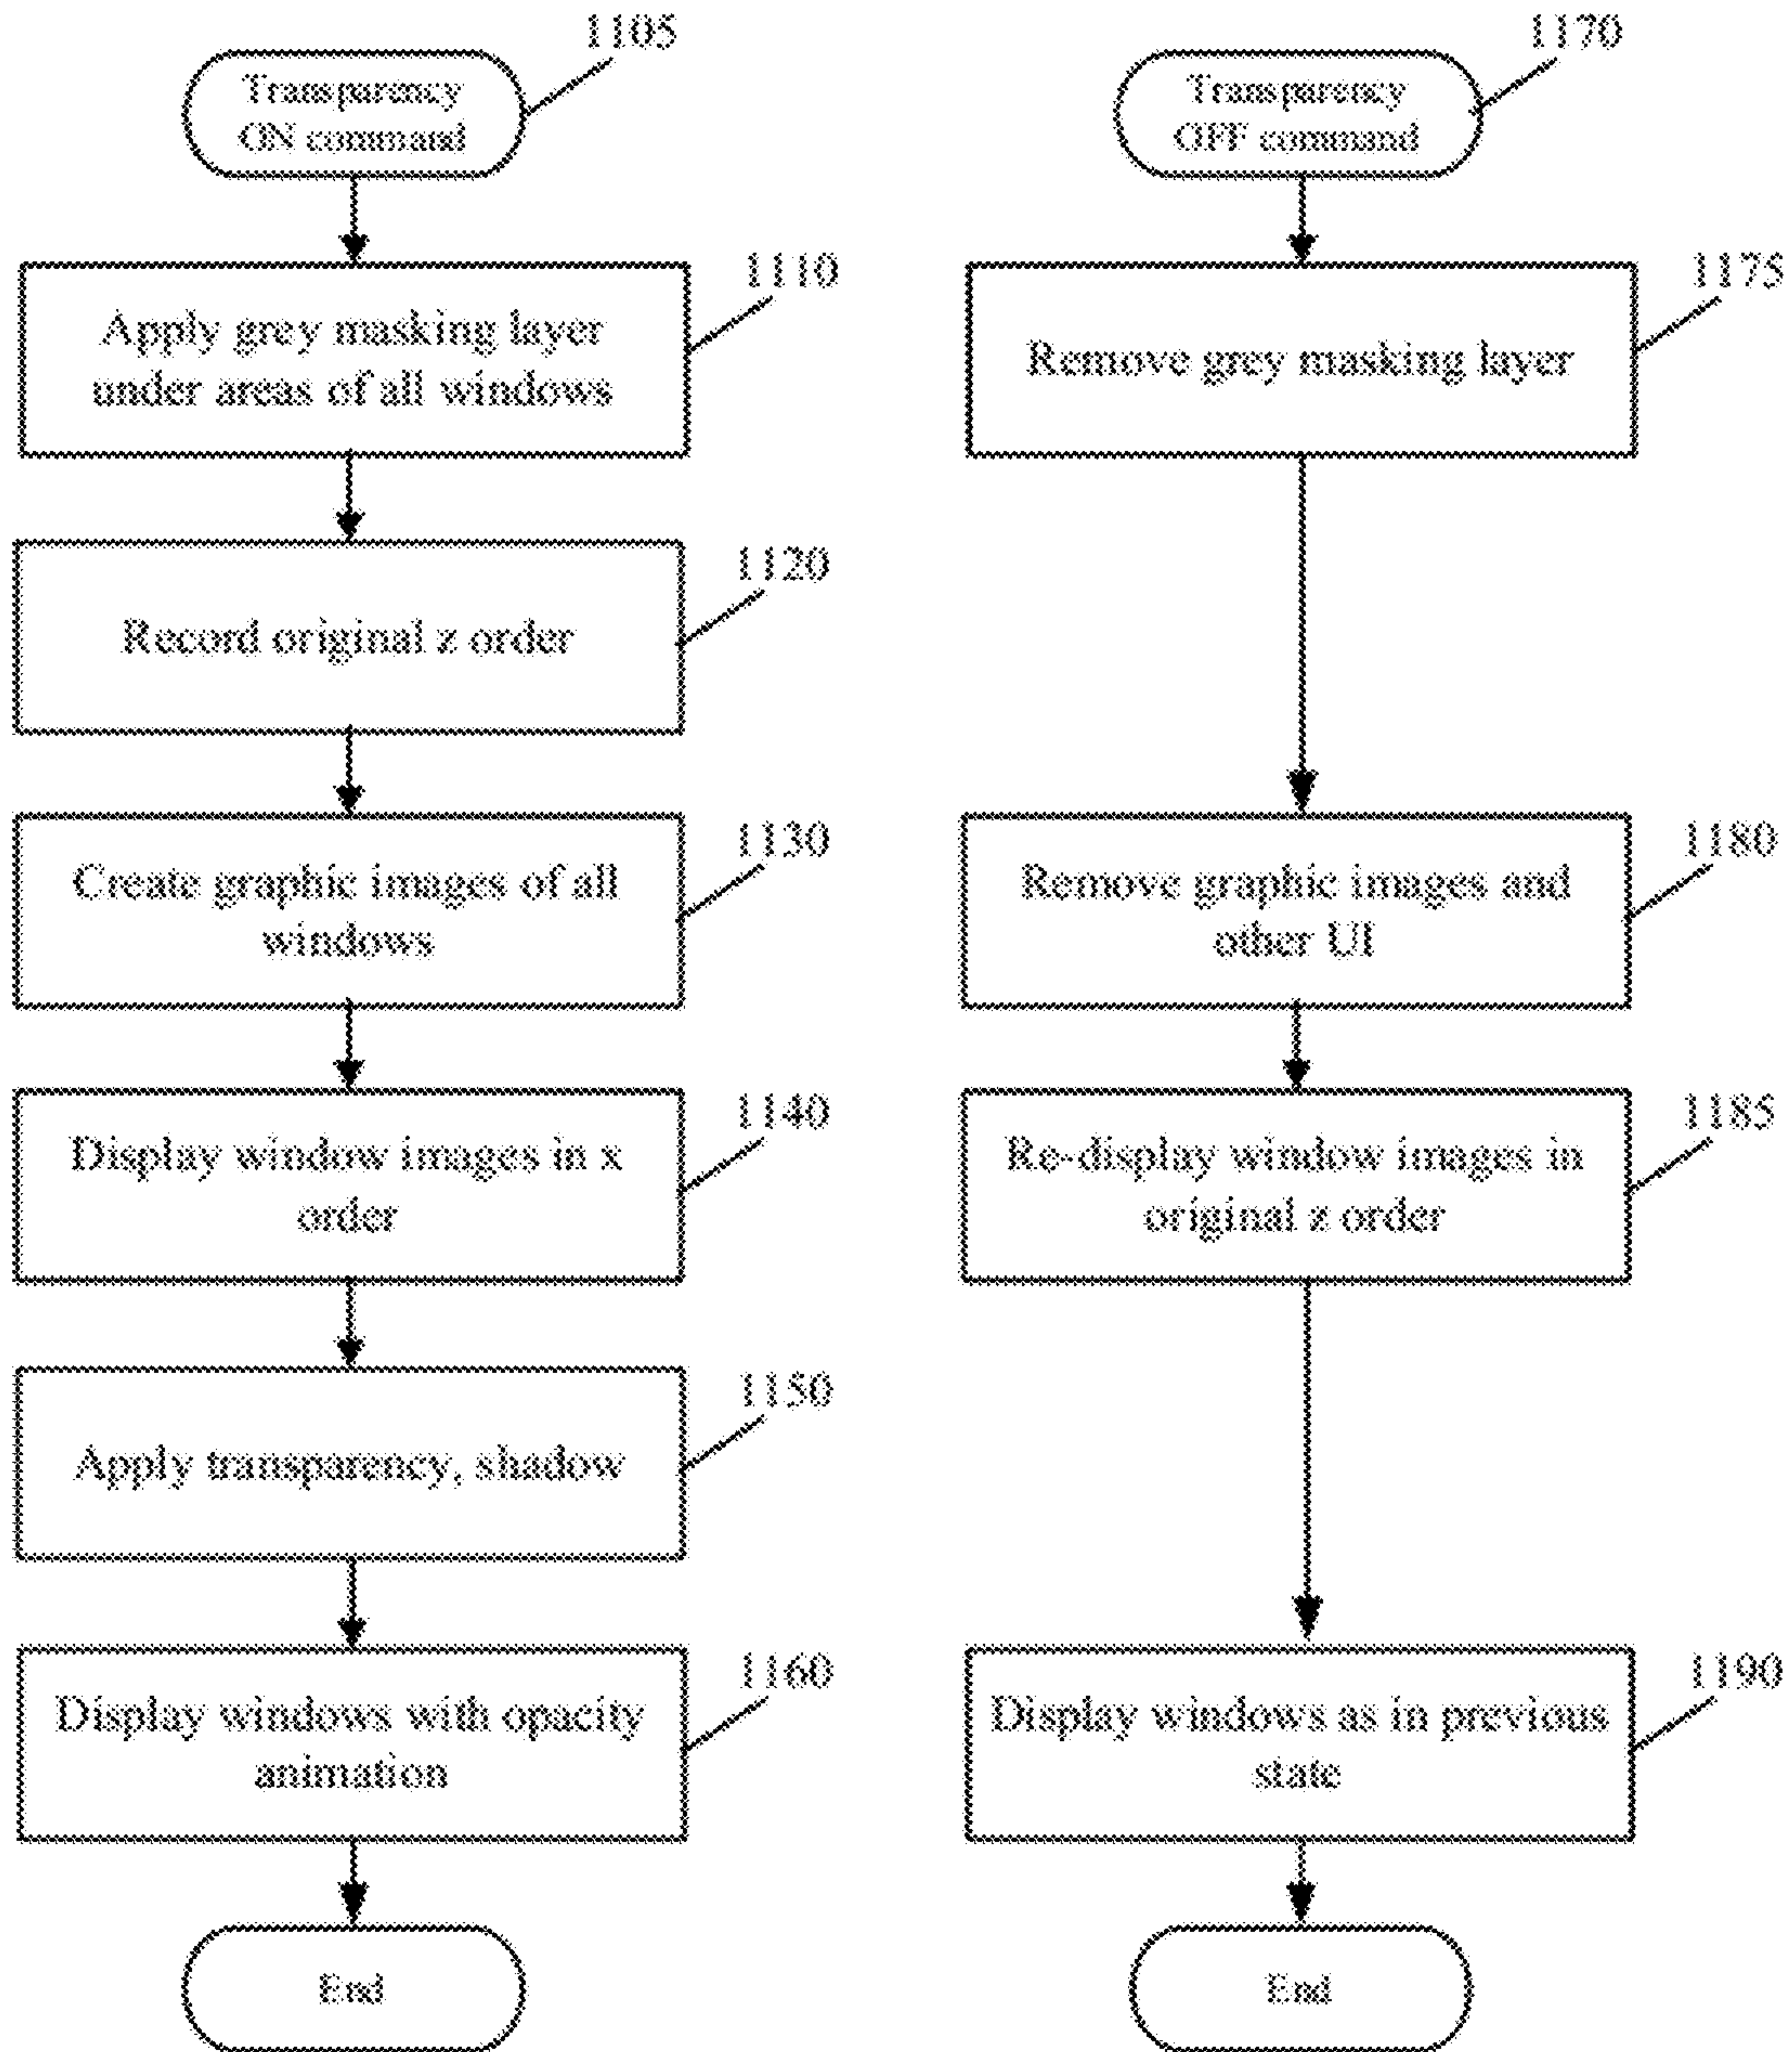 1105
Transparency
ON command
1110
Apply grey masking layer
under areas of all windows
1120
Record original z order
1130
Create graphic images of all
windows
1140
Display window images in x
order
1150
Apply transparency, shadow
1160
Display windows with opacity
animation
End
1170
Transparency
OFF command
1175
Remove grey masking layer
1180
Remove graphic images and
other UI
1185
Re-display window images in
original z order
1190
Display windows as in previous
state
End